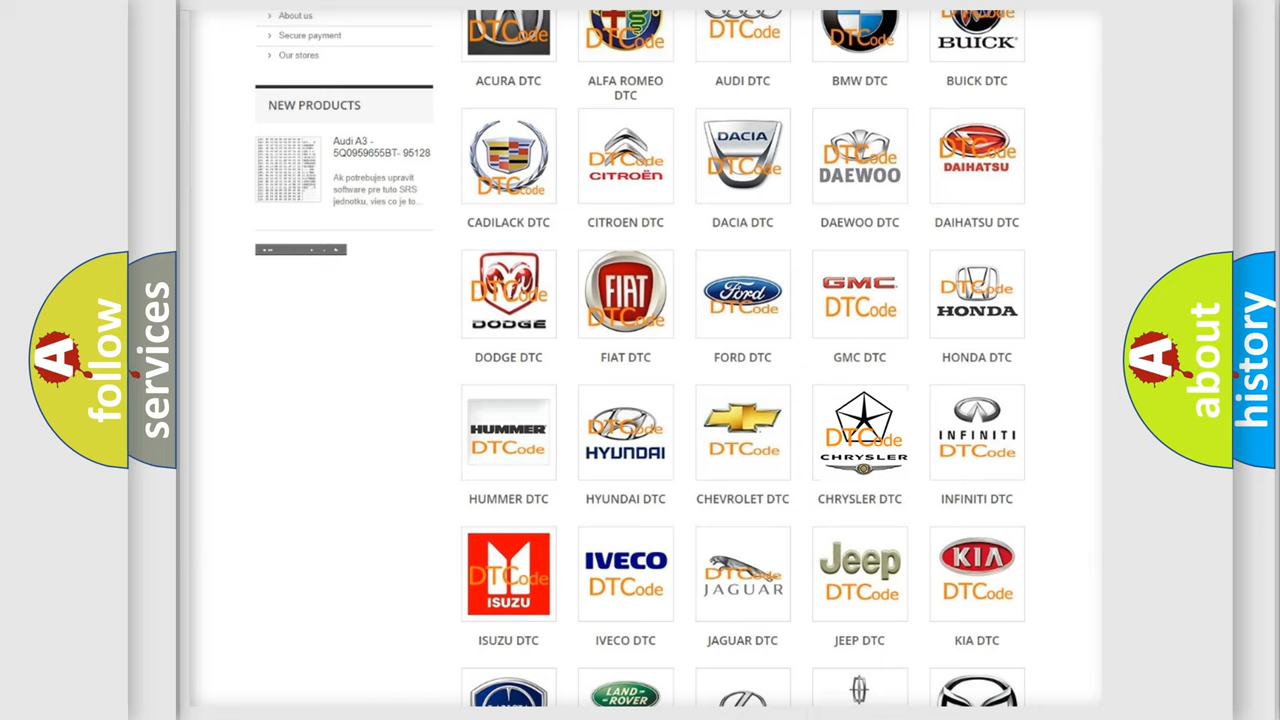 About us
Secure payment
Our stores
NEW PRODUCTS
Audi A3 -
5Q0959655BT- 95128
Ak potrebujes upravit
software pre tuto SRS
jednotku, vies co je to...
follow
services
about
history
A
A
DTCode
DTCode
DTCode
DTCode
BUICK
ACURA DTC
ALFA ROMEO
DTC
AUDI DTC
BMW DTC
BUICK DTC
DTCode
DTCode
CITROËN
DACIA
DTCode
DTCode
DAEWOO
DTCode
DAIHATSU
CADILACK DTC
CITROEN DTC
DACIA DTC
DAEWOO DTC
DAIHATSU DTC
DTCode
DODGE
FIAT
DTCode
Ford
DTCode
GMC
DTCode
DTCode
HONDA
DODGE DTC
FIAT DTC
FORD DTC
GMC DTC
HONDA DTC
HUMMER
DTCode
DTCode
HYUNDAI
DTCode
DTCode
CHRYSLER
INFINITI
DTCode
HUMMER DTC
HYUNDAI DTC
CHEVROLET DTC
CHRYSLER DTC
INFINITI DTC
DTCode
ISUZU
IVECO
DTCode
DTCode
JAGUAR
Jeep
DTCode
KIA
DTCode
ISUZU DTC
IVECO DTC
JAGUAR DTC
JEEP DTC
KIA DTC
LAND-
ROVER